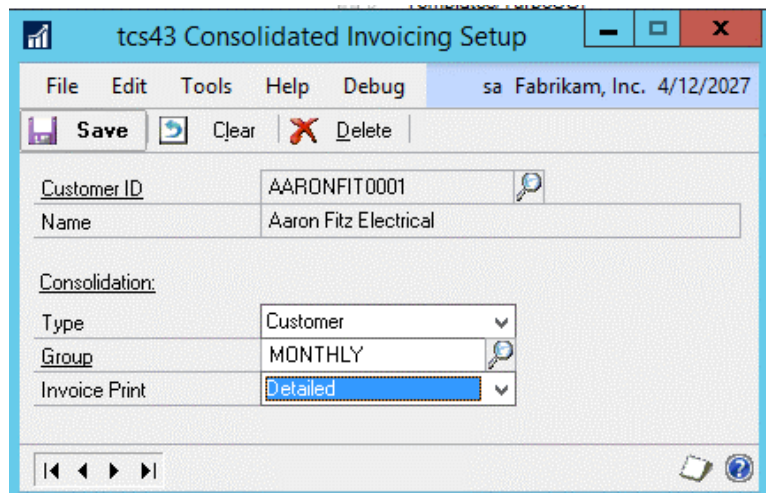 tcs43 Consolidated Invoicing Setup
File Edit Tools Help Debug sa Fabrikam, Inc. 4/12/2027
Save Clear Delete
Customer ID AARONFIT0001
Name Aaron Fitz Electrical
Consolidation:
Type Customer
Group MONTHLY
Invoice Print Detailed